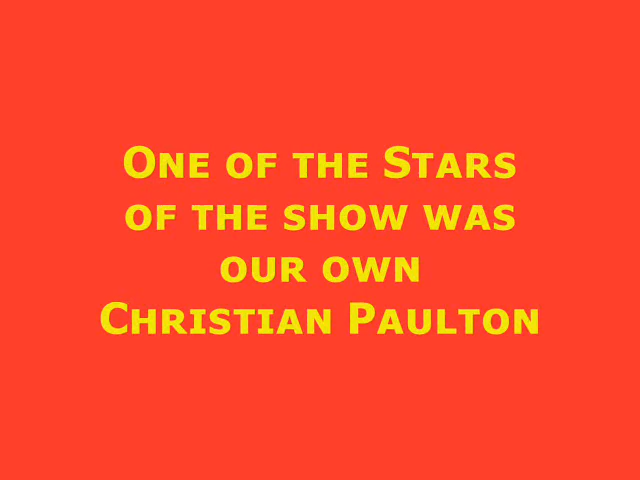 One of the Stars
of the show was
our own
Christian Paulton